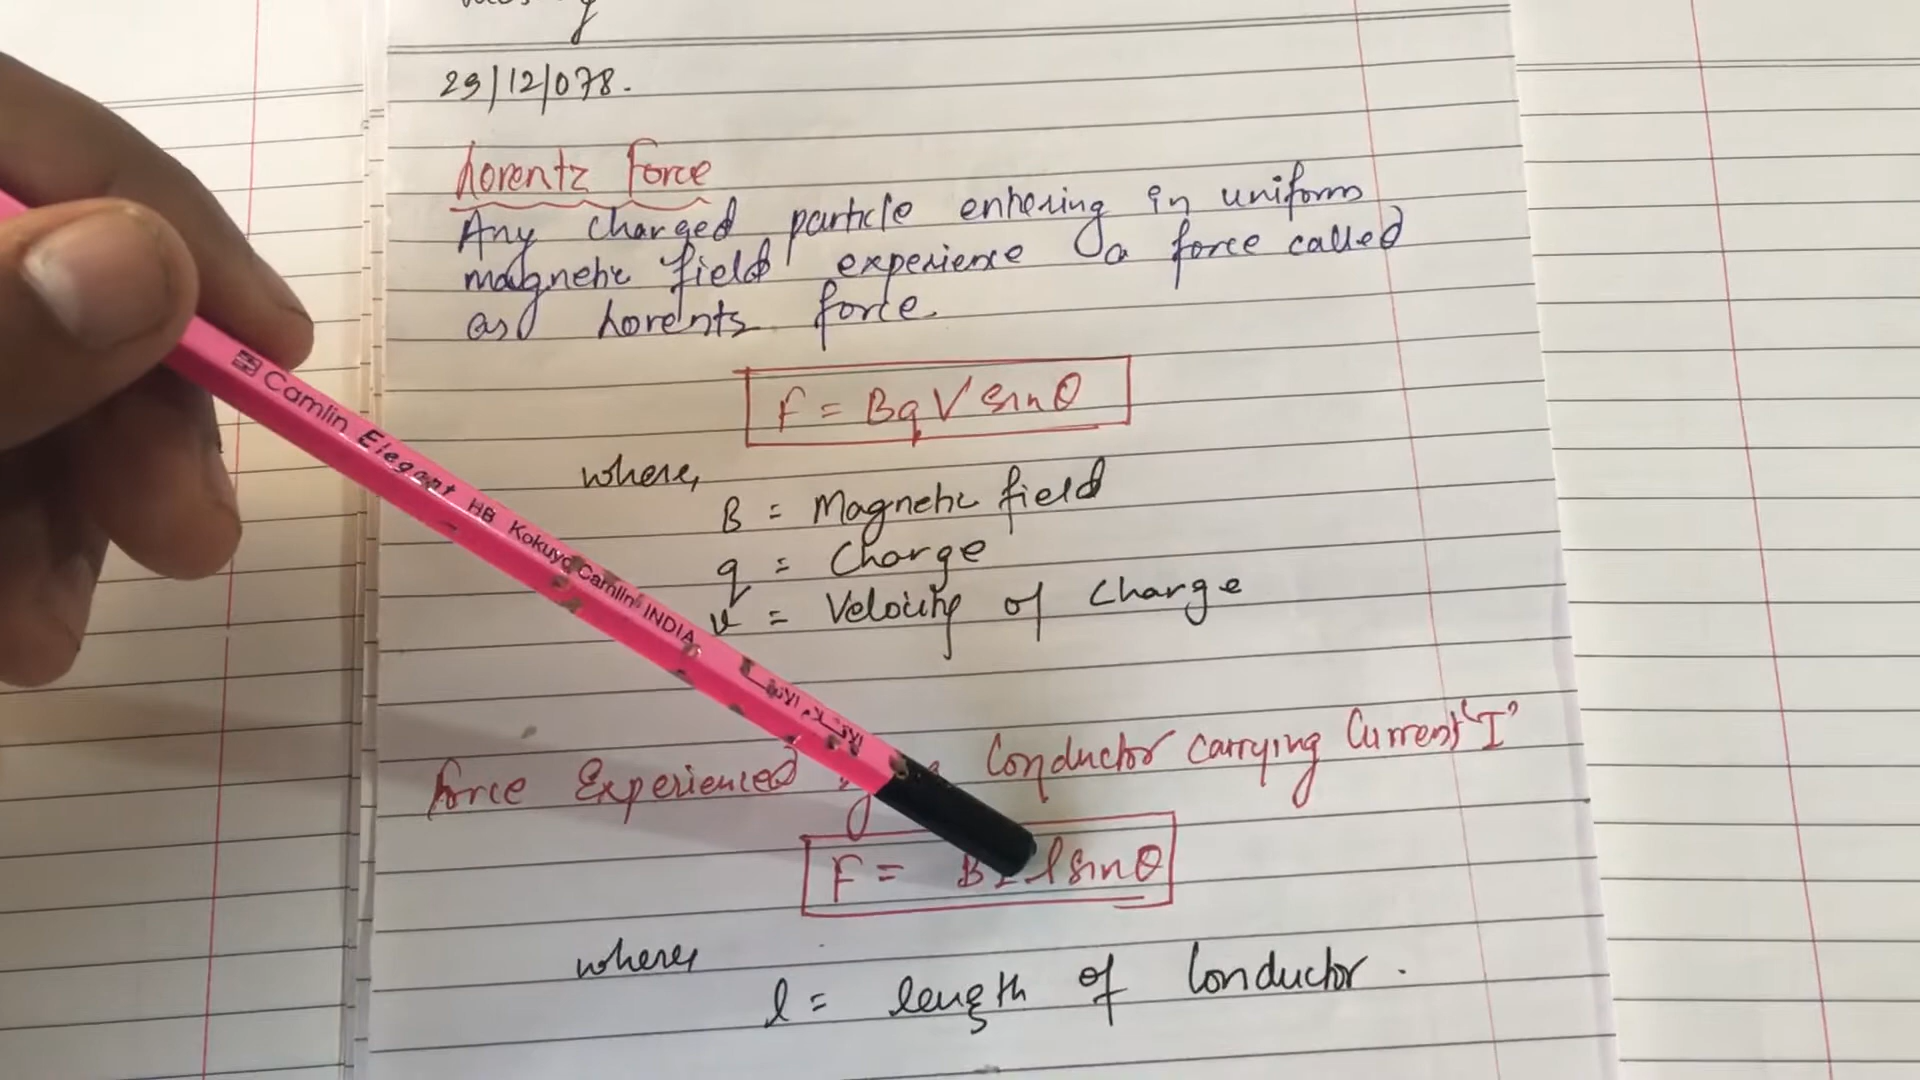 29/12/078.
Lorentz Force
Any charged particle entering in uniform
magnetic field experience a force called
as Lorents force.
F = BqV sinθ
where,
B = Magnetic field
q = Charge
v = Velocity of Charge
Camlin Elegant HB Kokuyo Camlin INDIA
Force Experienced Conductor Carrying Current 'I'
F = BIl sinθ
where,
l = length of Conductor.